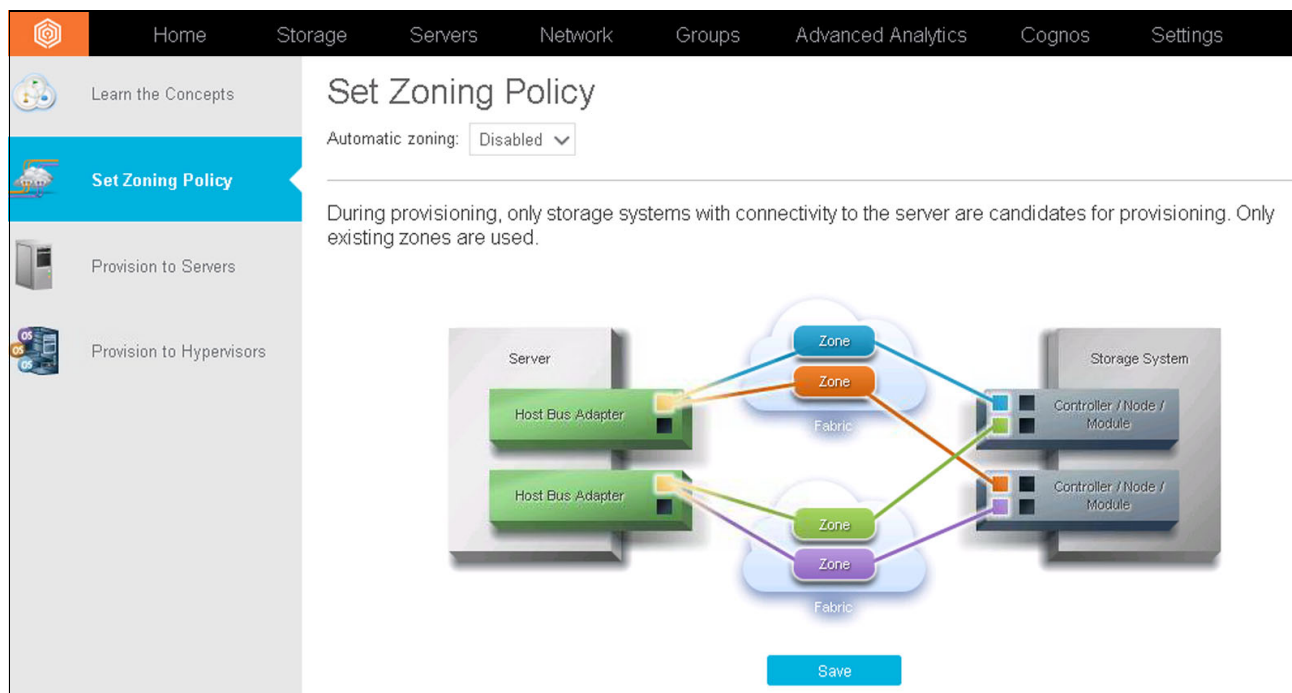 Home Storage Servers Network Groups Advanced Analytics Cognos Settings
Learn the Concepts
Set Zoning Policy
Provision to Servers
Provision to Hypervisors
Set Zoning Policy
Automatic zoning: Disabled
During provisioning, only storage systems with connectivity to the server are candidates for provisioning. Only
existing zones are used.
Server
Host Bus Adapter
Host Bus Adapter
Zone
Zone
Fabric
Zone
Zone
Fabric
Storage System
Controller / Node /
Module
Controller / Node /
Module
OS
OS
OS
Save